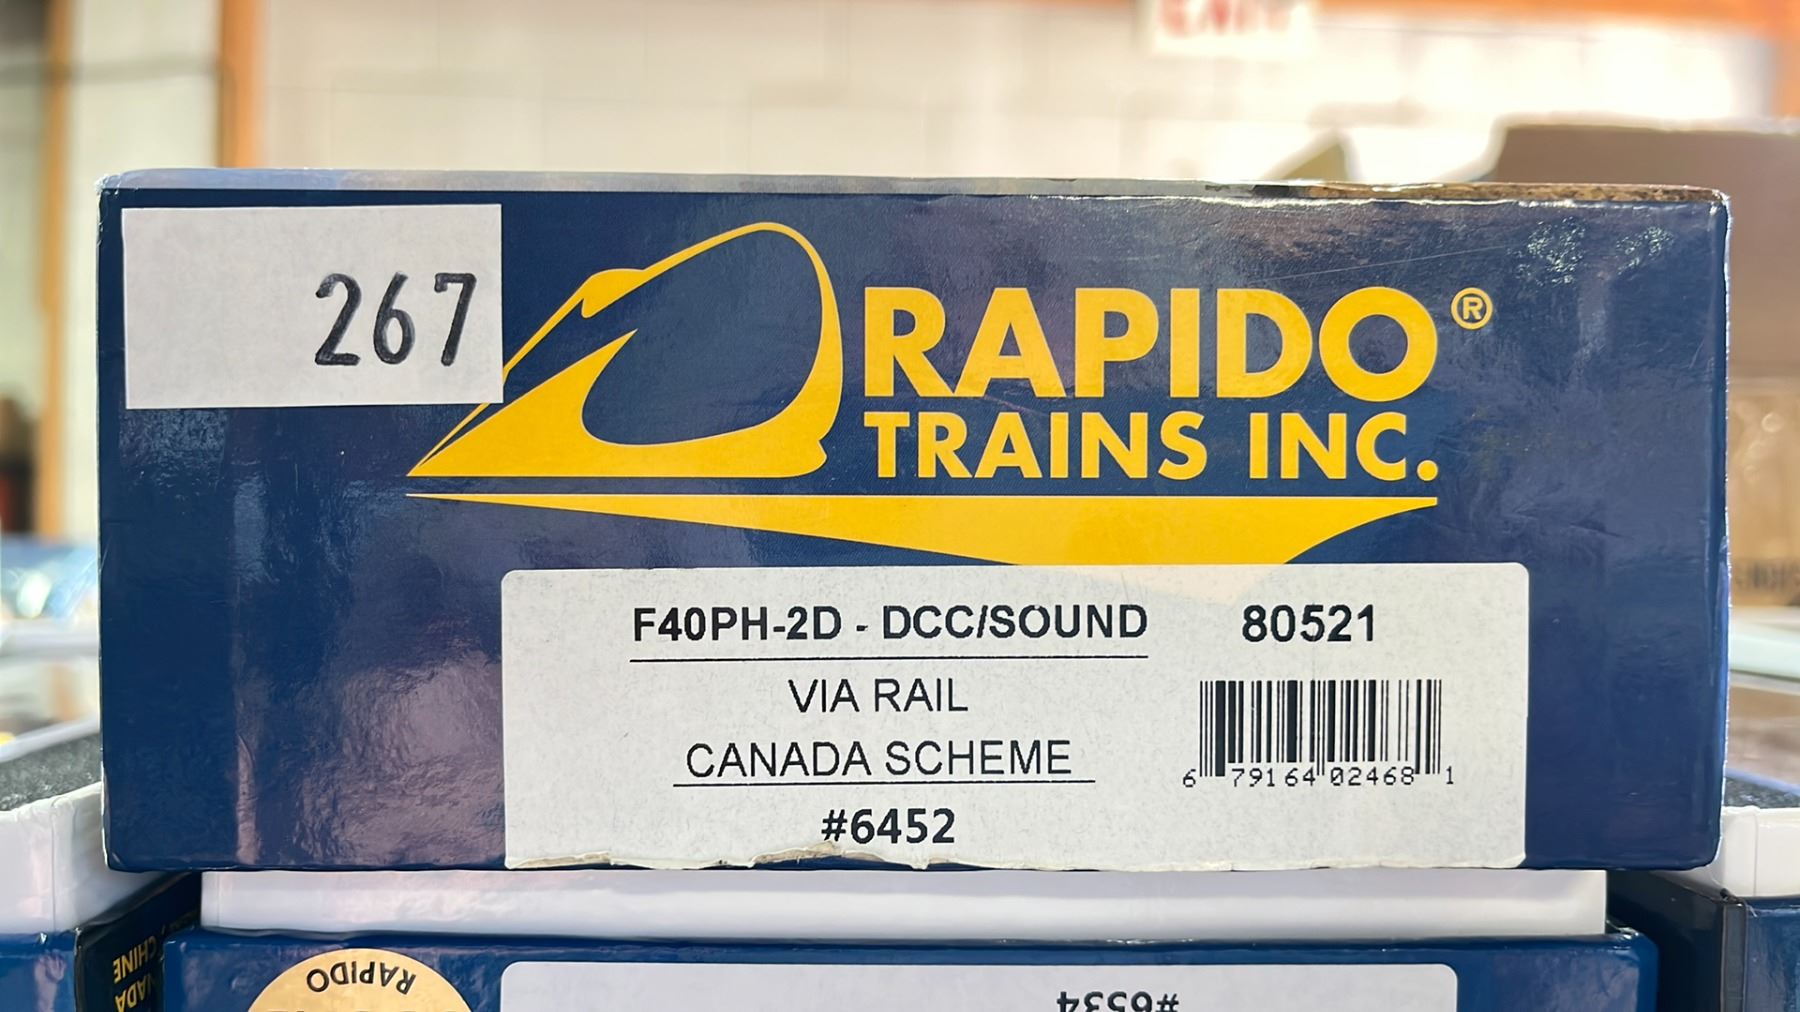 267
RAPIDO®
TRAINS INC.
F40PH-2D - DCC/SOUND
80521
VIA RAIL
CANADA SCHEME
#6452
6 79164 02468 1
RAPIDO
#6534